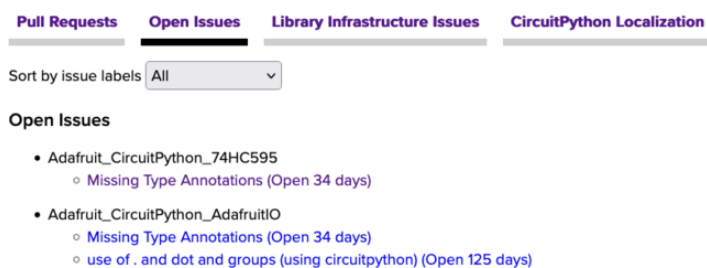 Pull Requests Open Issues Library Infrastructure Issues CircuitPython Localization
Sort by issue labels All
Open Issues
Adafruit_CircuitPython_74HC595
Missing Type Annotations (Open 34 days)
Adafruit_CircuitPython_AdafruitIO
Missing Type Annotations (Open 34 days)
use of . and dot and groups (using circuitpython) (Open 125 days)